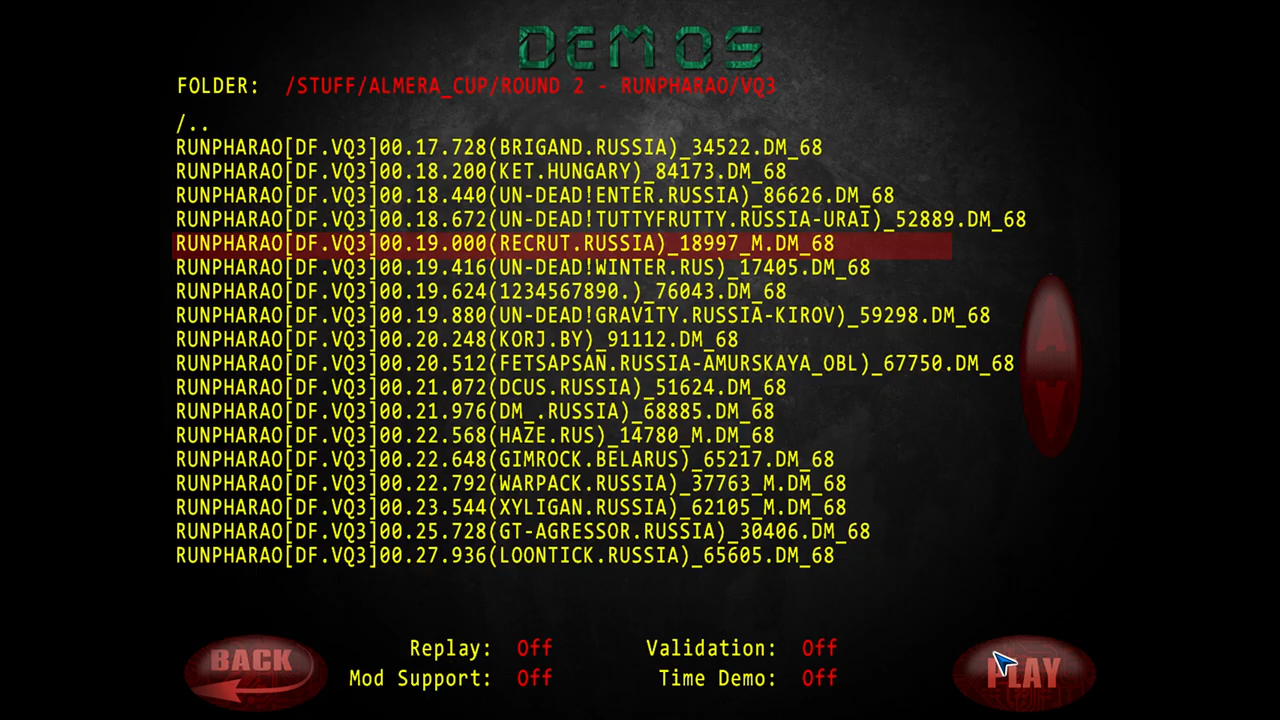 DEMOS
FOLDER: /STUFF/ALMERA_CUP/ROUND 2 - RUNPHARAO/VQ3
/..
RUNPHARAO[DF.VQ3]00.17.728(BRIGAND.RUSSIA)_34522.DM_68
RUNPHARAO[DF.VQ3]00.18.200(KET.HUNGARY)_84173.DM_68
RUNPHARAO[DF.VQ3]00.18.440(UN-DEAD!ENTER.RUSSIA)_86626.DM_68
RUNPHARAO[DF.VQ3]00.18.672(UN-DEAD!TUTTYFRUTTY.RUSSIA-URAI)_52889.DM_68
RUNPHARAO[DF.VQ3]00.19.000(RECRUT.RUSSIA)_18997_M.DM_68
RUNPHARAO[DF.VQ3]00.19.416(UN-DEAD!WINTER.RUS)_17405.DM_68
RUNPHARAO[DF.VQ3]00.19.624(1234567890.)_76043.DM_68
RUNPHARAO[DF.VQ3]00.19.880(UN-DEAD!GRAV1TY.RUSSIA-KIROV)_59298.DM_68
RUNPHARAO[DF.VQ3]00.20.248(KORJ.BY)_91112.DM_68
RUNPHARAO[DF.VQ3]00.20.512(FETSAPSAN.RUSSIA-AMURSKAYA_OBL)_67750.DM_68
RUNPHARAO[DF.VQ3]00.21.072(DCUS.RUSSIA)_51624.DM_68
RUNPHARAO[DF.VQ3]00.21.976(DM_.RUSSIA)_68885.DM_68
RUNPHARAO[DF.VQ3]00.22.568(HAZE.RUS)_14780_M.DM_68
RUNPHARAO[DF.VQ3]00.22.648(GIMROCK.BELARUS)_65217.DM_68
RUNPHARAO[DF.VQ3]00.22.792(WARPACK.RUSSIA)_37763_M.DM_68
RUNPHARAO[DF.VQ3]00.23.544(XYLIGAN.RUSSIA)_62105_M.DM_68
RUNPHARAO[DF.VQ3]00.25.728(GT-AGRESSOR.RUSSIA)_30406.DM_68
RUNPHARAO[DF.VQ3]00.27.936(LOONTICK.RUSSIA)_65605.DM_68
Replay: Off Validation: Off
Mod Support: Off Time Demo: Off
BACK
PLAY